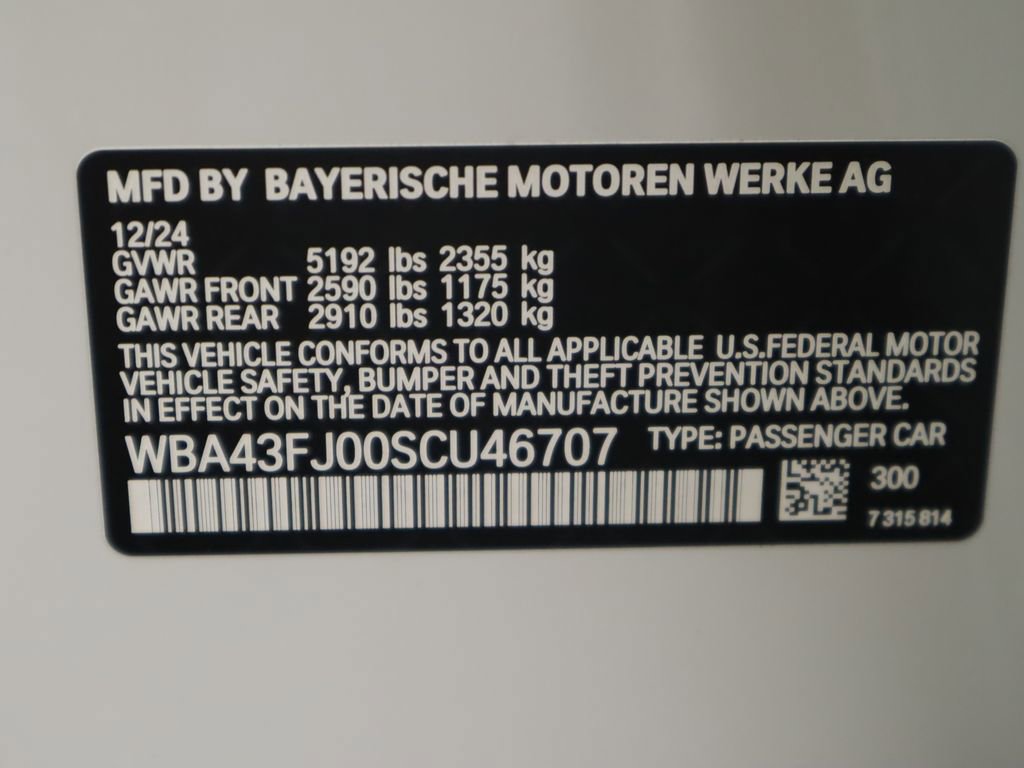 MFD BY BAYERISCHE MOTOREN WERKE AG
12/24
GVWR 5192 lbs 2355 kg
GAWR FRONT 2590 lbs 1175 kg
GAWR REAR 2910 lbs 1320 kg
THIS VEHICLE CONFORMS TO ALL APPLICABLE U.S.FEDERAL MOTOR
VEHICLE SAFETY, BUMPER AND THEFT PREVENTION STANDARDS
IN EFFECT ON THE DATE OF MANUFACTURE SHOWN ABOVE.
WBA43FJ00SCU46707 TYPE: PASSENGER CAR
300
7 315 814